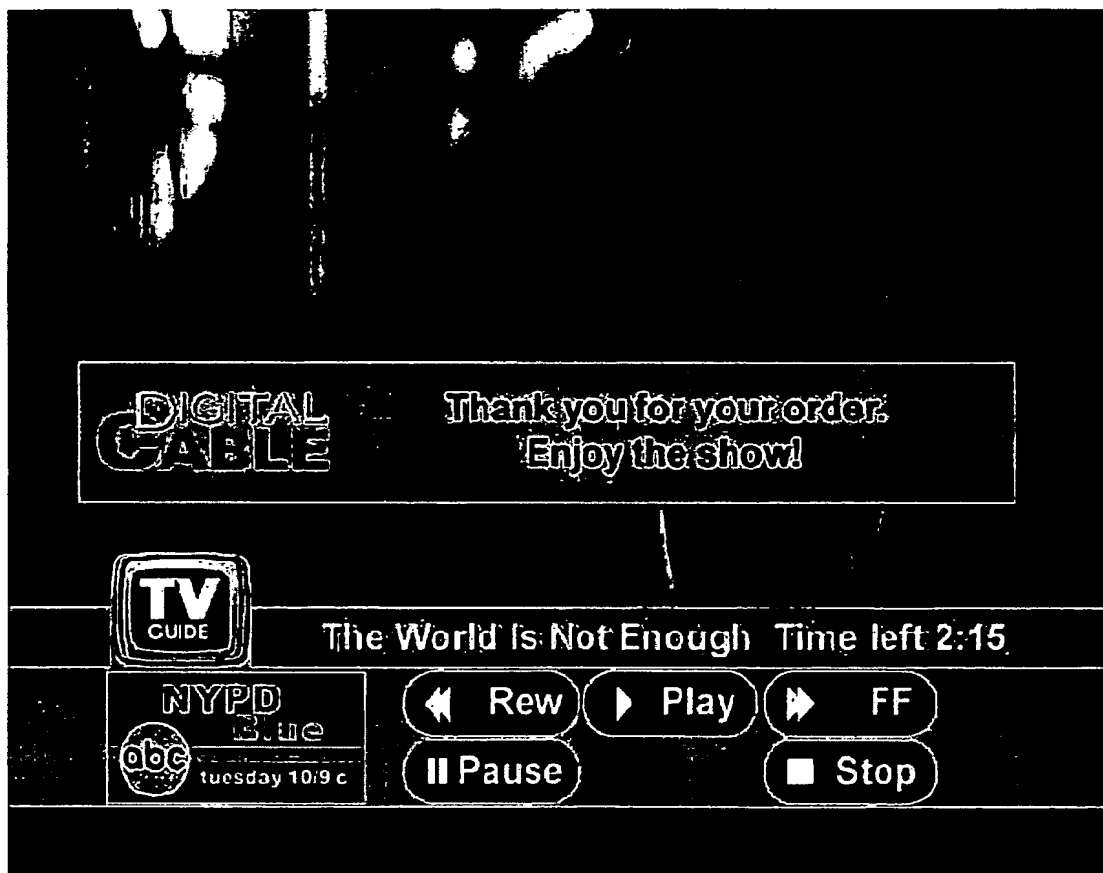 DIGITAL
CABLE
Thank you for your order.
Enjoy the show!
TV
GUIDE
The World Is Not Enough Time left 2:15
NYPD
Blue
abc
tuesday 10/9 c
Rew
Play
FF
Pause
Stop